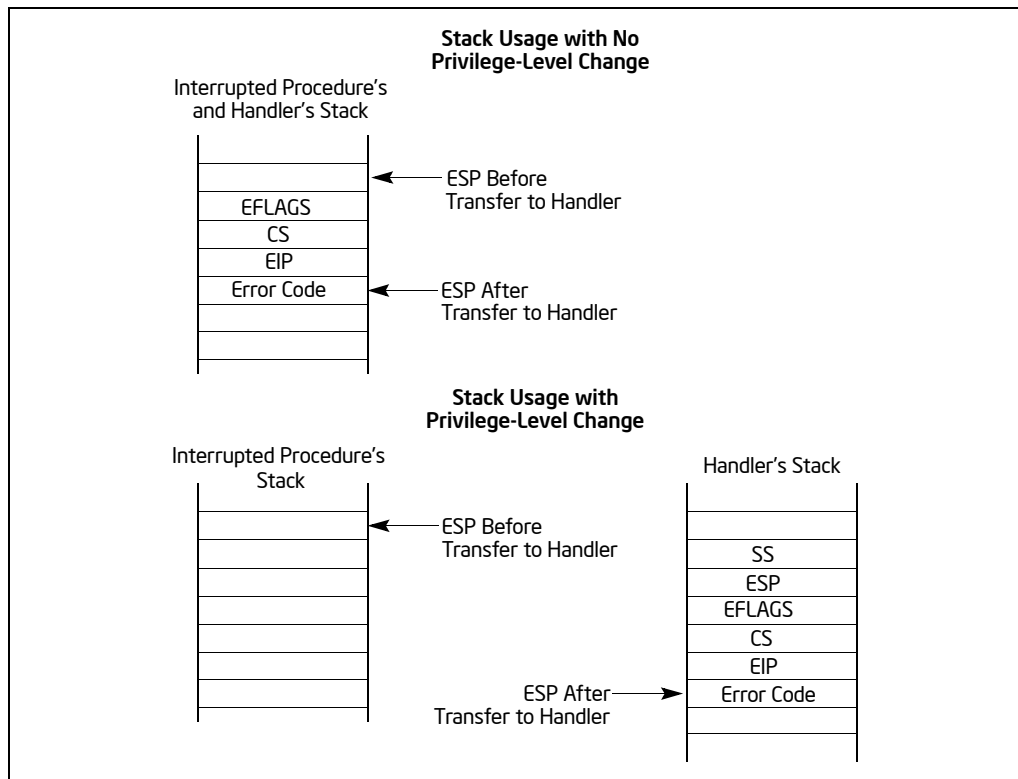 Stack Usage with No
Privilege-Level Change
Interrupted Procedure's
and Handler's Stack
ESP Before
Transfer to Handler
EFLAGS
CS
EIP
Error Code
ESP After
Transfer to Handler
Stack Usage with
Privilege-Level Change
Interrupted Procedure's
Stack
Handler's Stack
ESP Before
Transfer to Handler
SS
ESP
EFLAGS
CS
EIP
ESP After
Transfer to Handler
Error Code